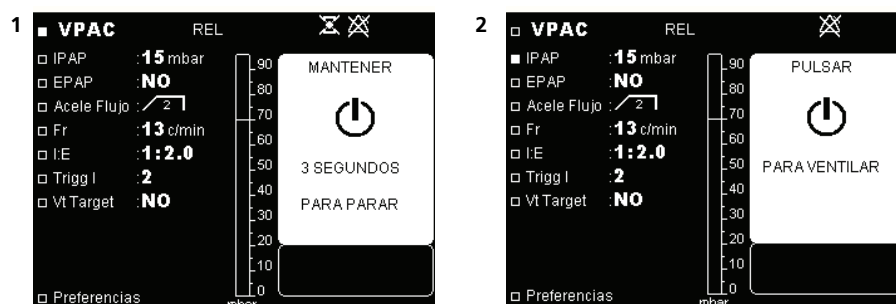 1
VPAC REL
IPAP :15 mbar
EPAP :NO
Acele Flujo : 2
Fr :13 c/min
I:E :1:2.0
Trigg I :2
Vt Target :NO
Preferencias
90
80
70
60
50
40
30
20
10
0
mbar
MANTENER
3 SEGUNDOS
PARA PARAR
2
VPAC REL
IPAP :15 mbar
EPAP :NO
Acele Flujo : 2
Fr :13 c/min
I:E :1:2.0
Trigg I :2
Vt Target :NO
Preferencias
90
80
70
60
50
40
30
20
10
0
mbar
PULSAR
PARA VENTILAR